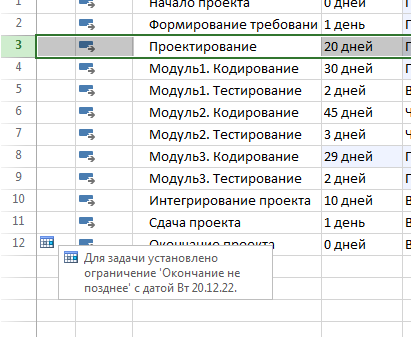 Начало проекта 0 дней
2 Формирование требовани 1 день
3 Проектирование 20 дней
4 Модуль1. Кодирование 30 дней
5 Модуль1. Тестирование 2 дней
6 Модуль2. Кодирование 45 дней
7 Модуль2. Тестирование 3 дней
8 Модуль3. Кодирование 29 дней
9 Модуль3. Тестирование 2 дней
10 Интегрирование проекта 10 дней
11 Сдача проекта 1 день
12 Окончание проекта 0 дней
Для задачи установлено
ограничение 'Окончание не
позднее' с датой Вт 20.12.22.